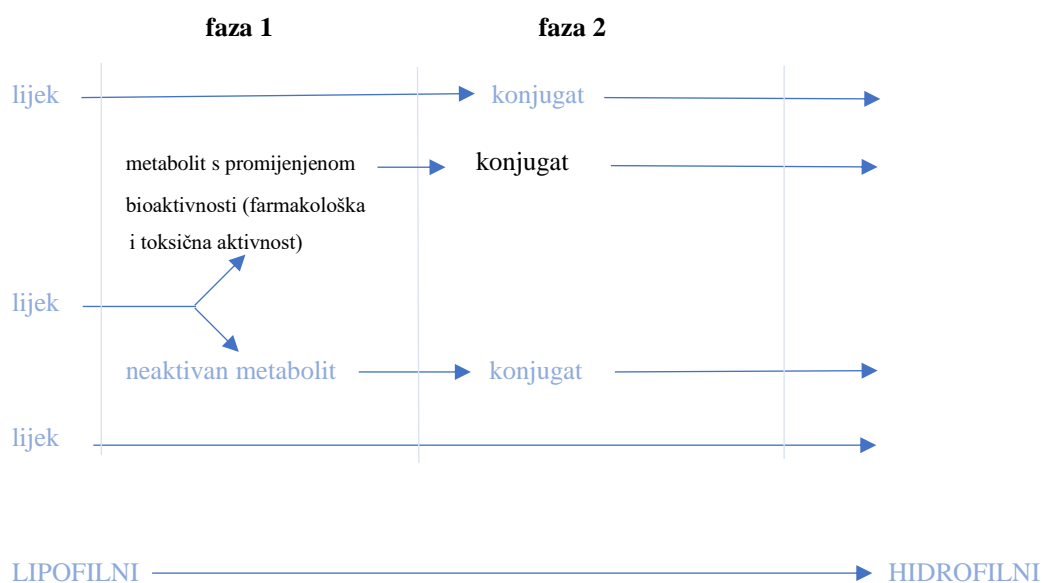 faza 1 faza 2
lijek konjugat
metabolit s promijenjenom konjugat
bioaktivnosti (farmakološka
i toksična aktivnost)
lijek
neaktivan metabolit konjugat
lijek
LIPOFILNI HIDROFILNI